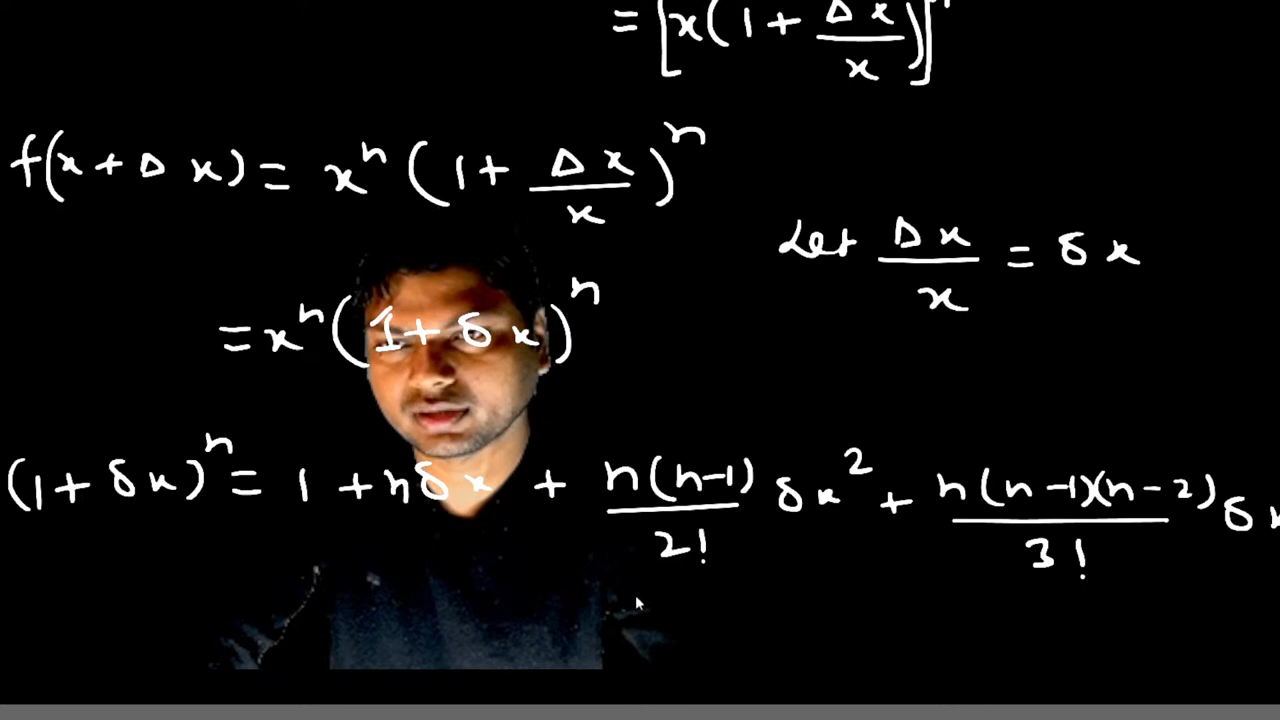 = [x(1 + Δx/x)]ⁿ
f(x + Δx) = xⁿ (1 + Δx/x)ⁿ
Let Δx/x = δx
= xⁿ (1 + δx)ⁿ
(1 + δx)ⁿ = 1 + nδx + n(n-1)/2! δx² + n(n-1)(n-2)/3! δx